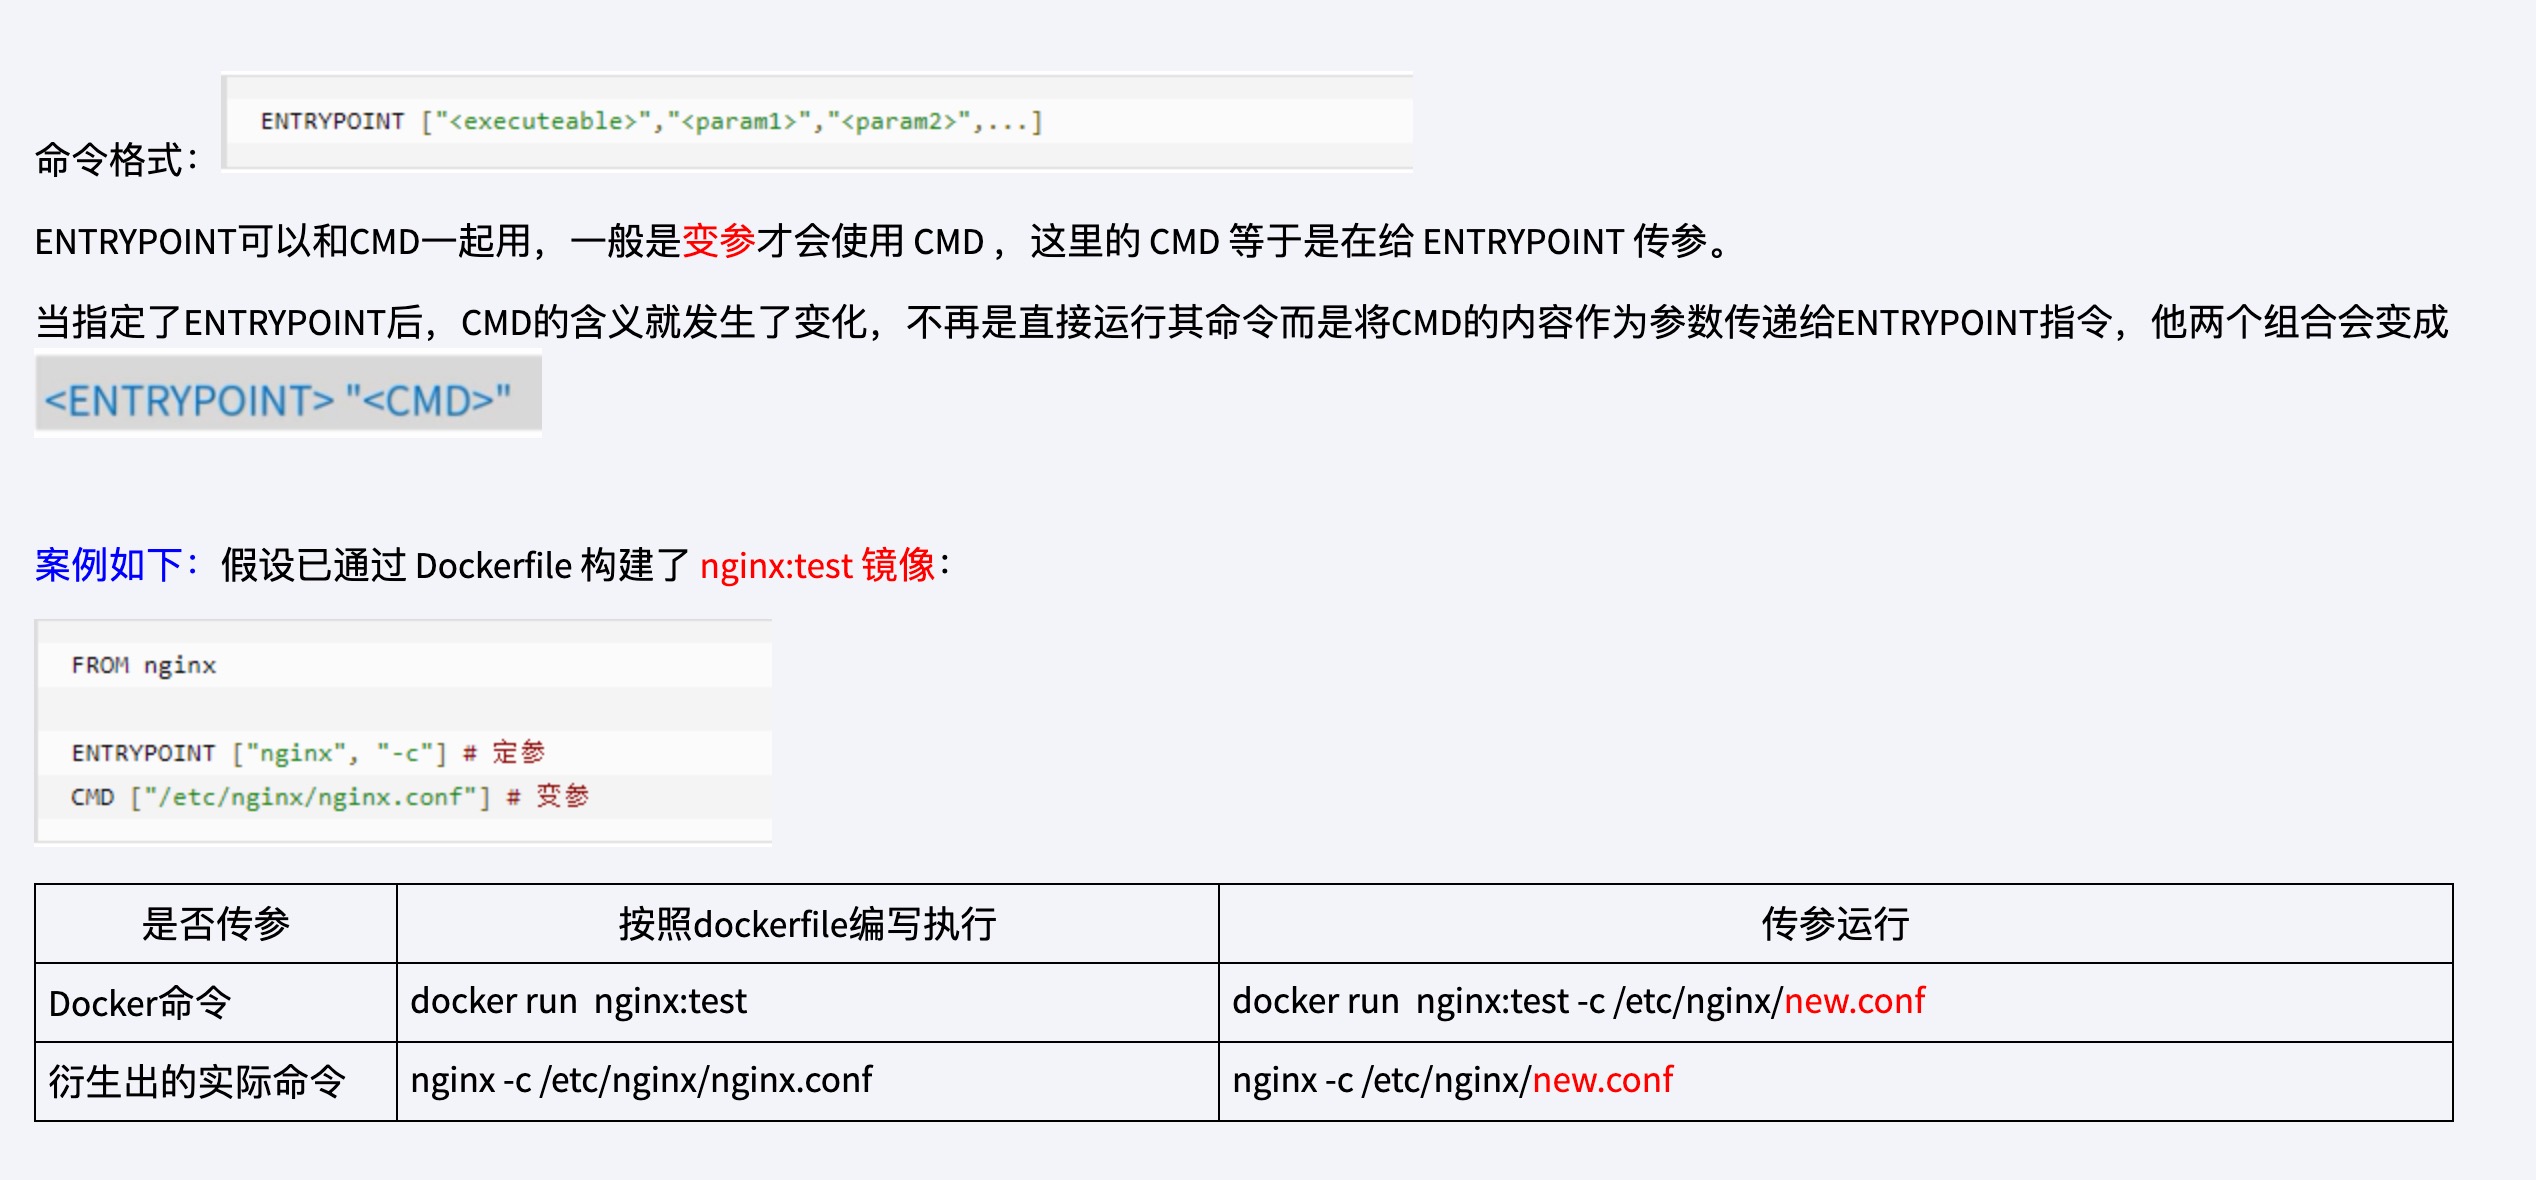 命令格式：
ENTRYPOINT ["<executeable>","<param1>","<param2>",...]
ENTRYPOINT可以和CMD一起用，一般是变参才会使用 CMD ，这里的 CMD 等于是在给 ENTRYPOINT 传参。
当指定了ENTRYPOINT后，CMD的含义就发生了变化，不再是直接运行其命令而是将CMD的内容作为参数传递给ENTRYPOINT指令，他两个组合会变成
<ENTRYPOINT> "<CMD>"
案例如下：假设已通过 Dockerfile 构建了 nginx:test 镜像：
FROM nginx
ENTRYPOINT ["nginx", "-c"] # 定参
CMD ["/etc/nginx/nginx.conf"] # 变参
是否传参 按照dockerfile编写执行 传参运行
Docker命令 docker run  nginx:test docker run  nginx:test -c /etc/nginx/new.conf
衍生出的实际命令 nginx -c /etc/nginx/nginx.conf nginx -c /etc/nginx/new.conf